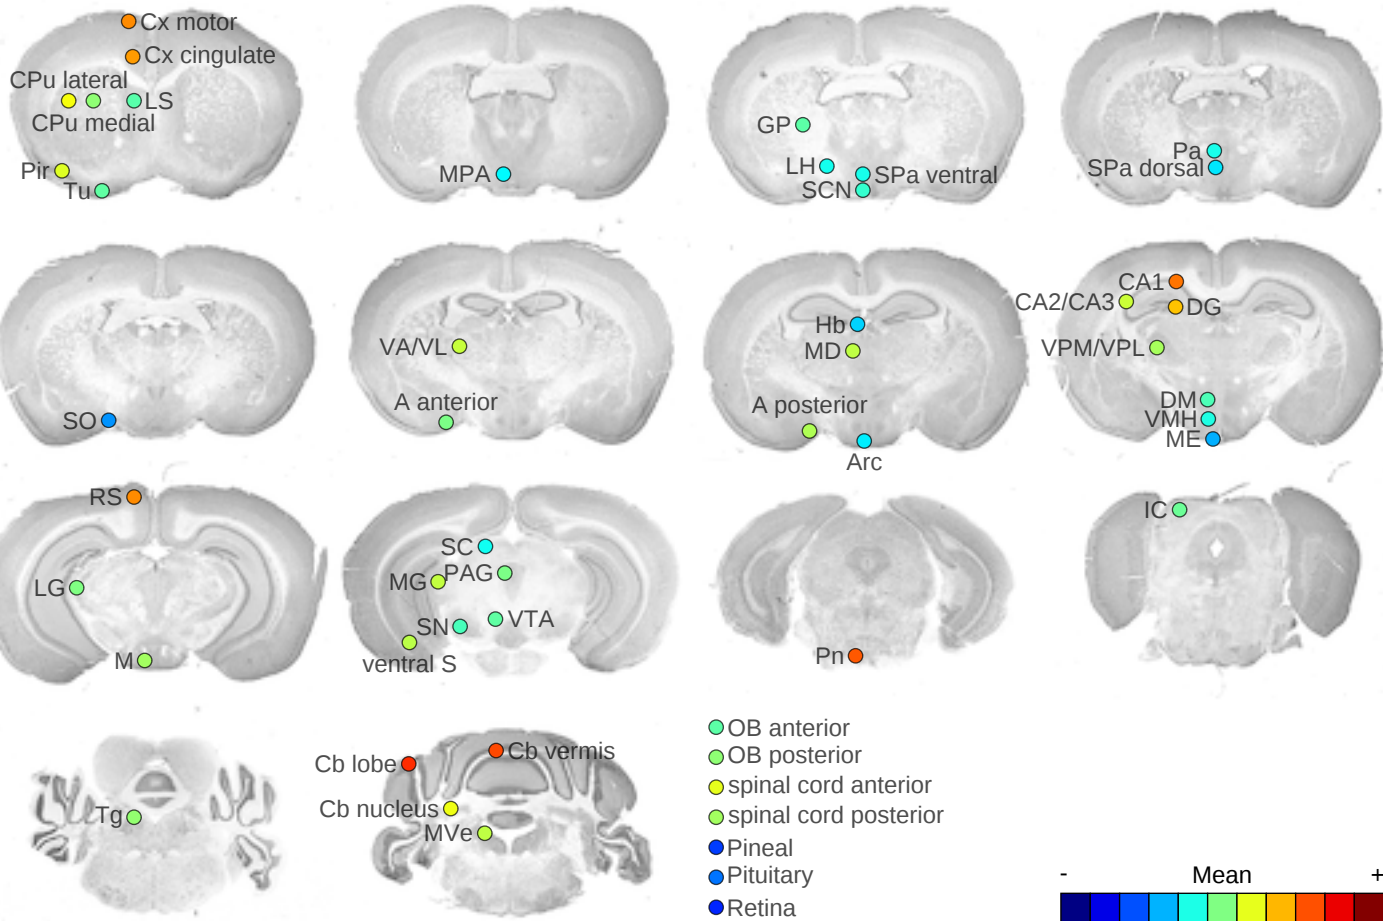 Cx motor
Cx cingulate
CPu lateral
LS
CPu medial
Pir
Tu
MPA
GP
LH
SPa ventral
SCN
Pa
SPa dorsal
SO
VA/VL
A anterior
Hb
MD
A posterior
Arc
CA1
CA2/CA3
DG
VPM/VPL
DM
VMH
ME
RS
LG
M
SC
PAG
MG
VTA
SN
ventral S
Pn
IC
Tg
Cb vermis
Cb lobe
Cb nucleus
MVe
OB anterior
OB posterior
spinal cord anterior
spinal cord posterior
Pineal
Pituitary
Retina
- Mean +